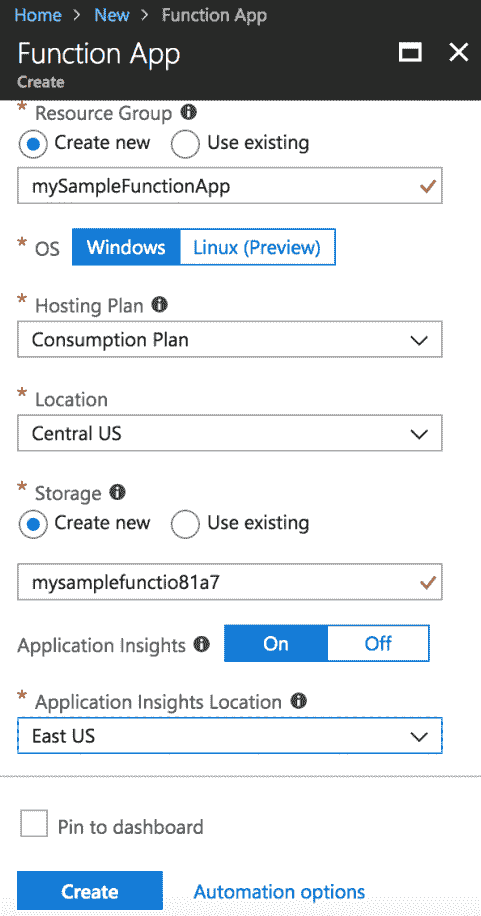 Home > New > Function App
Function App
Create
* Resource Group
Create new Use existing
mySampleFunctionApp
* OS Windows Linux (Preview)
* Hosting Plan
Consumption Plan
* Location
Central US
* Storage
Create new Use existing
mysamplefunctio81a7
Application Insights On Off
* Application Insights Location
East US
Pin to dashboard
Create Automation options